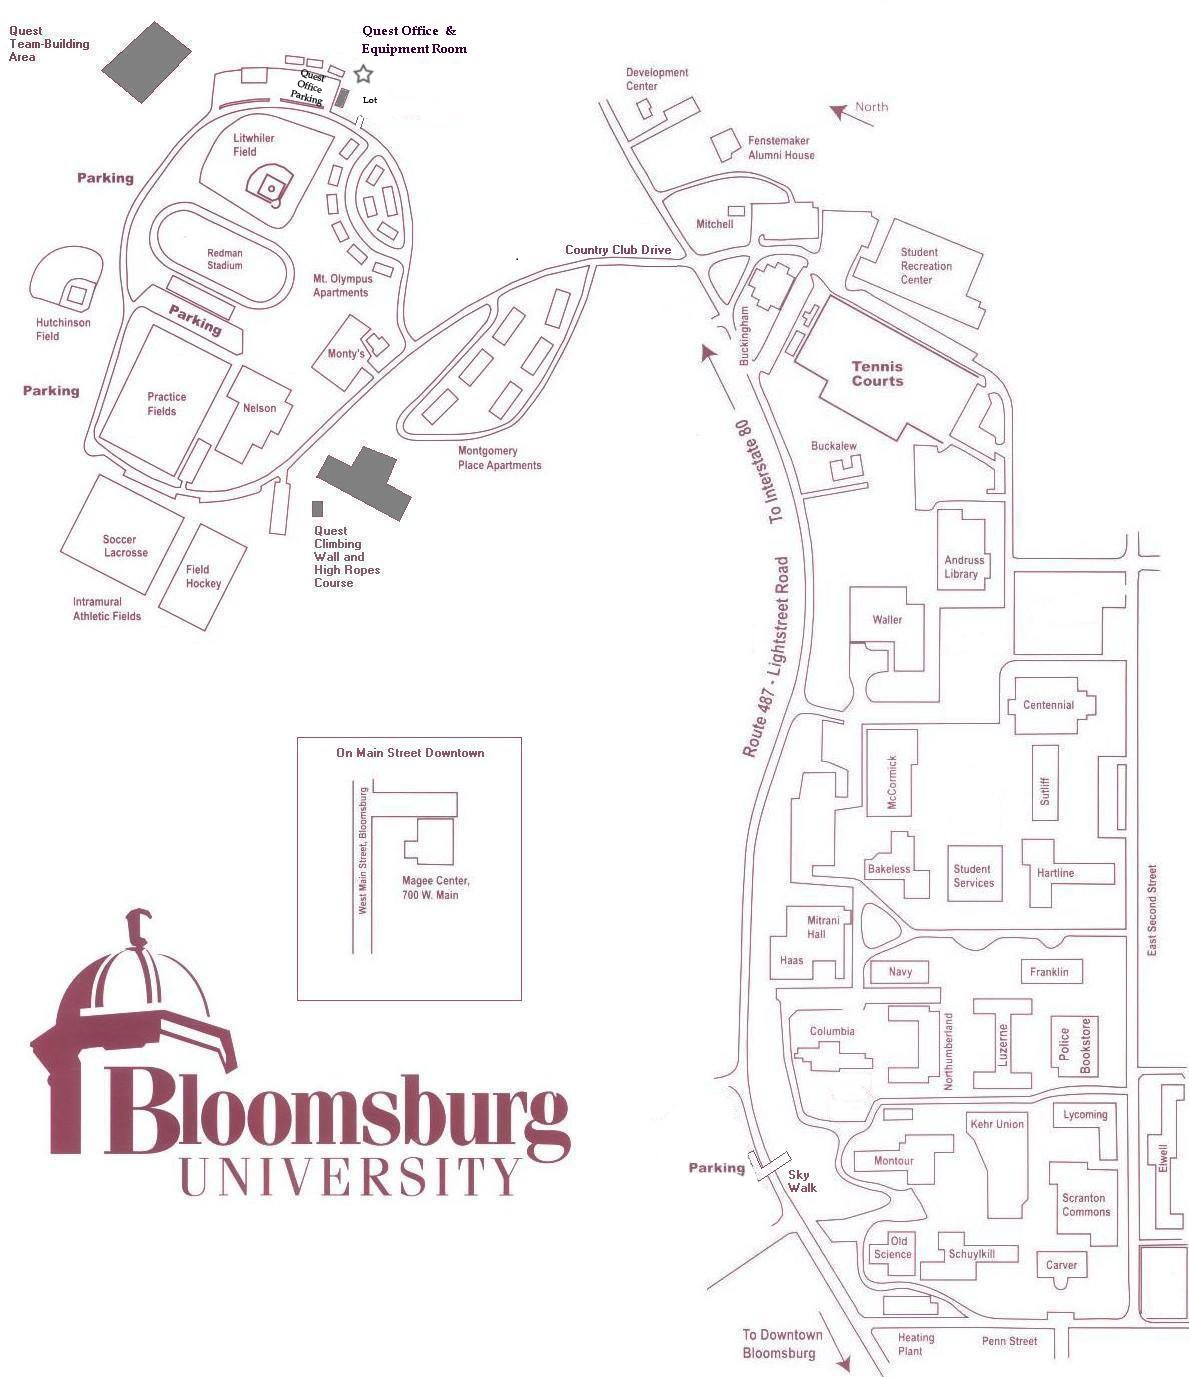 Quest
Team-Building
Area
Quest Office &
Equipment Room
Quest
Office
Parking
Lot
Development
Center
North
Fenstemaker
Alumni House
Litwhiler
Field
Parking
Mitchell
Redman
Stadium
Country Club Drive
Student
Recreation
Center
Mt. Olympus
Apartments
Hutchinson
Field
Parking
Monty's
Buckingham
Tennis
Courts
Parking
Practice
Fields
Nelson
Montgomery
Place Apartments
Buckalew
To Interstate 80
Quest
Climbing
Wall and
High Ropes
Course
Soccer
Lacrosse
Field
Hockey
Intramural
Athletic Fields
Andruss
Library
Waller
Route 487 - Lightstreet Road
Centennial
On Main Street Downtown
West Main Street, Bloomsburg
Magee Center,
700 W. Main
McCormick
Sutliff
Bakeless
Student
Services
Hartline
East Second Street
Mitrani
Hall
Haas
Navy
Franklin
Columbia
Northumberland
Luzerne
Police
Bookstore
Lycoming
Kehr Union
Elwell
Montour
Parking
Sky
Walk
Scranton
Commons
Old
Science
Schuylkill
Carver
To Downtown
Bloomsburg
Heating
Plant
Penn Street
Bloomsburg
UNIVERSITY